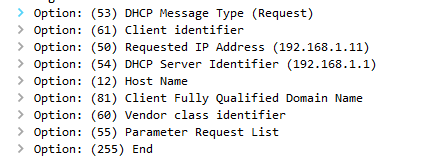 Option: (53) DHCP Message Type (Request)
Option: (61) Client identifier
Option: (50) Requested IP Address (192.168.1.11)
Option: (54) DHCP Server Identifier (192.168.1.1)
Option: (12) Host Name
Option: (81) Client Fully Qualified Domain Name
Option: (60) Vendor class identifier
Option: (55) Parameter Request List
Option: (255) End